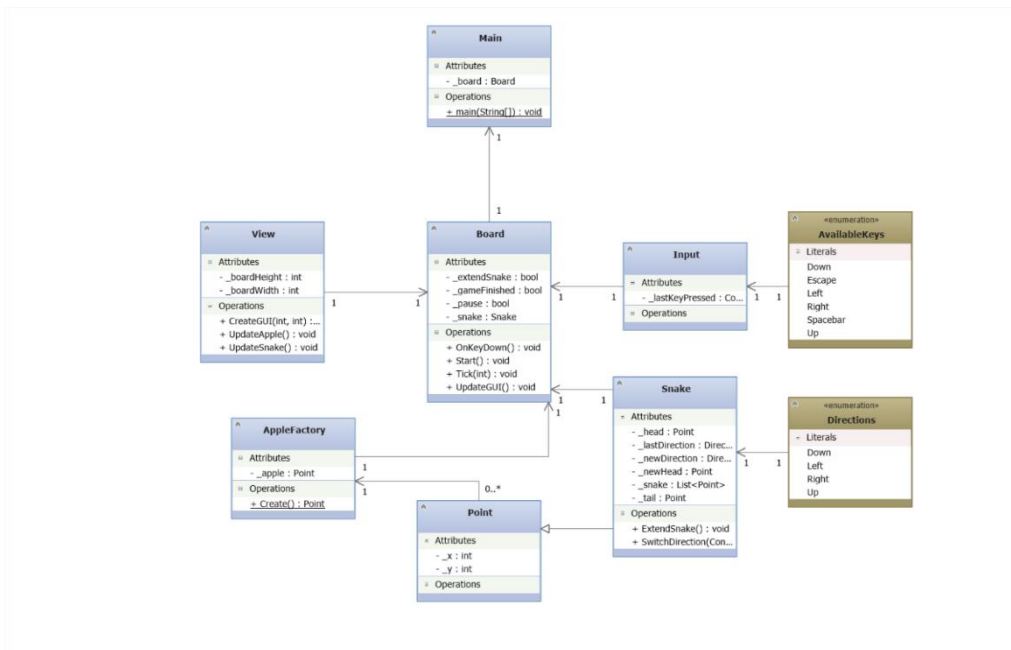 Main
Attributes
- _board : Board
Operations
+ main(String[]) : void
1
1
View
Attributes
- _boardHeight : int
- _boardWidth : int
Operations
+ CreateGUI(int, int) :...
+ UpdateApple() : void
+ UpdateSnake() : void
1
1
Board
Attributes
- _extendSnake : bool
- _gameFinished : bool
- _pause : bool
- _snake : Snake
Operations
+ OnKeyDown() : void
+ Start() : void
+ Tick(int) : void
+ UpdateGUI() : void
1
1
Input
Attributes
- _lastKeyPressed : Co...
Operations
1
1
«enumeration»
AvailableKeys
Literals
Down
Escape
Left
Right
Spacebar
Up
1
1
1
AppleFactory
Attributes
- _apple : Point
Operations
+ Create() : Point
1
1
0..*
Point
Attributes
- _x : int
- _y : int
Operations
Snake
Attributes
- _head : Point
- _lastDirection : Direc...
- _newDirection : Dire...
- _newHead : Point
- _snake : List<Point>
- _tail : Point
Operations
+ ExtendSnake() : void
+ SwitchDirection(Con...
1
1
«enumeration»
Directions
Literals
Down
Left
Right
Up